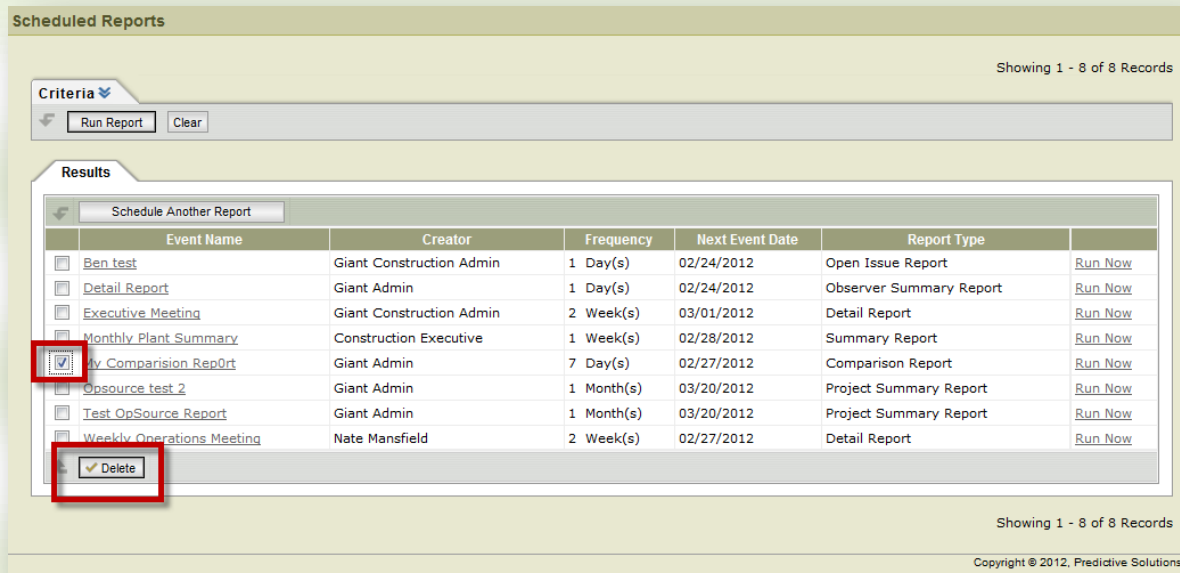 Scheduled Reports
Showing 1 - 8 of 8 Records
Criteria
Run Report Clear
Results
Schedule Another Report
Event Name Creator Frequency Next Event Date Report Type
Ben test Giant Construction Admin 1 Day(s) 02/24/2012 Open Issue Report Run Now
Detail Report Giant Admin 1 Day(s) 02/24/2012 Observer Summary Report Run Now
Executive Meeting Giant Construction Admin 2 Week(s) 03/01/2012 Detail Report Run Now
Monthly Plant Summary Construction Executive 1 Week(s) 02/28/2012 Summary Report Run Now
My Comparision Rep0rt Giant Admin 7 Day(s) 02/27/2012 Comparison Report Run Now
Opsource test 2 Giant Admin 1 Month(s) 03/20/2012 Project Summary Report Run Now
Test OpSource Report Giant Admin 1 Month(s) 03/20/2012 Project Summary Report Run Now
Weekly Operations Meeting Nate Mansfield 2 Week(s) 02/27/2012 Detail Report Run Now
Delete
Showing 1 - 8 of 8 Records
Copyright © 2012, Predictive Solutions